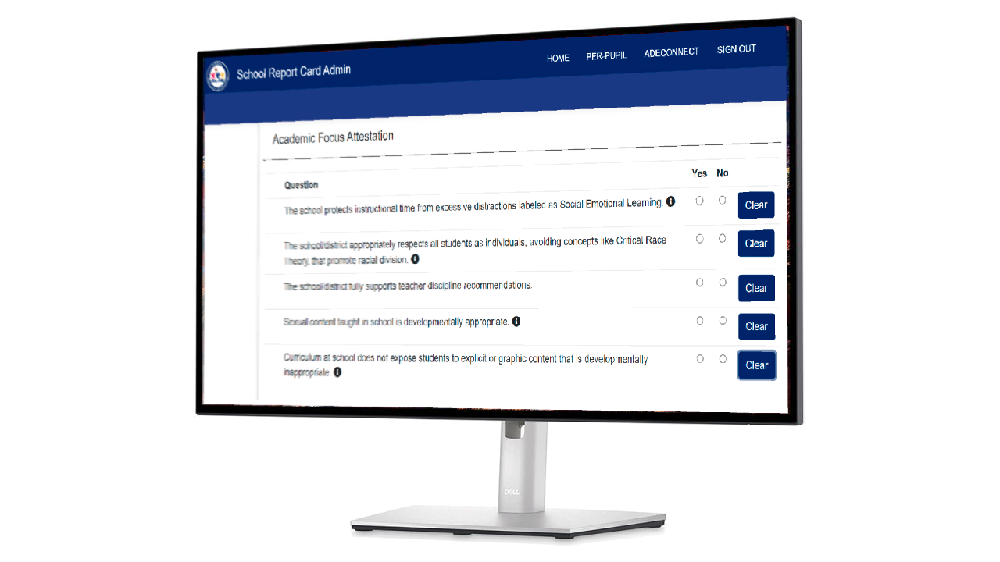 School Report Card Admin
HOME PER-PUPIL ADECONNECT SIGN OUT
Academic Focus Attestation
Question Yes No
The school protects instructional time from excessive distractions labeled as Social Emotional Learning. Clear
The school/district appropriately respects all students as individuals, avoiding concepts like Critical Race
Theory, that promote racial division. Clear
The school/district fully supports teacher discipline recommendations. Clear
Sexual content taught in school is developmentally appropriate. Clear
Curriculum at school does not expose students to explicit or graphic content that is developmentally
inappropriate. Clear
DELL